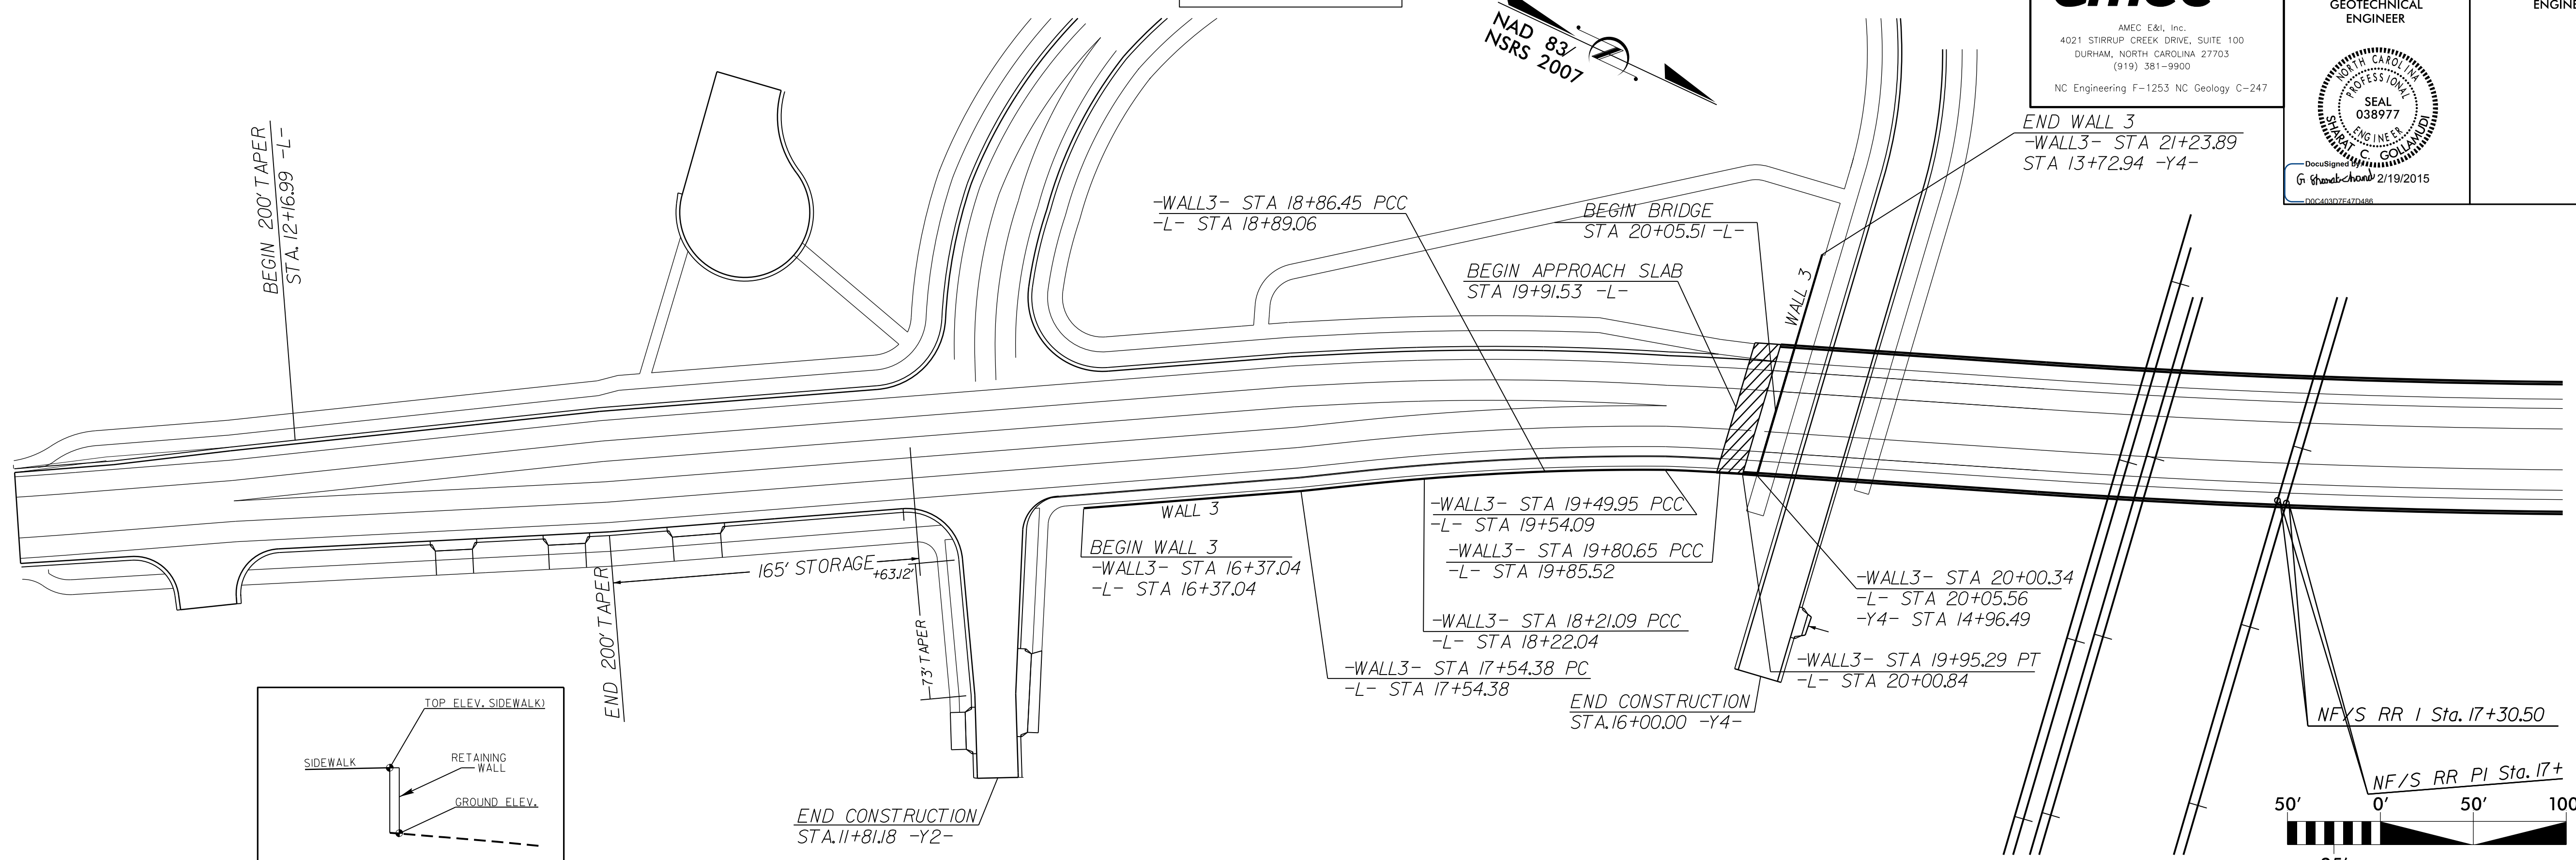 NAD 83/
NSRS 2007
AMEC E&I, Inc.
4021 STIRRUP CREEK DRIVE, SUITE 100
DURHAM, NORTH CAROLINA 27703
(919) 381-9900
NC Engineering F-1253 NC Geology C-247
GEOTECHNICAL
ENGINEER
NORTH CAROLINA
PROFESSIONAL
SEAL
038977
ENGINEER
SHARAT C. GOLLAMUDI
DocuSigned by:
G Sharatchand 2/19/2015
D0C403D7F47D486
BEGIN 200' TAPER
STA. 12+16.99 -L-
END WALL 3
-WALL3- STA 21+23.89
STA 13+72.94 -Y4-
-WALL3- STA 18+86.45 PCC
-L- STA 18+89.06
BEGIN BRIDGE
STA 20+05.51 -L-
BEGIN APPROACH SLAB
STA 19+91.53 -L-
WALL 3
WALL 3
BEGIN WALL 3
-WALL3- STA 16+37.04
-L- STA 16+37.04
-WALL3- STA 19+49.95 PCC
-L- STA 19+54.09
-WALL3- STA 19+80.65 PCC
-L- STA 19+85.52
-WALL3- STA 18+21.09 PCC
-L- STA 18+22.04
-WALL3- STA 17+54.38 PC
-L- STA 17+54.38
-WALL3- STA 20+00.34
-L- STA 20+05.56
-Y4- STA 14+96.49
-WALL3- STA 19+95.29 PT
-L- STA 20+00.84
END CONSTRUCTION
STA.16+00.00 -Y4-
165' STORAGE
+63.12'
END 200' TAPER
73' TAPER
END CONSTRUCTION
STA.11+81.18 -Y2-
TOP ELEV. SIDEWALK)
SIDEWALK
RETAINING
WALL
GROUND ELEV.
NF/S RR 1 Sta. 17+30.50
NF/S RR PI Sta. 17+
50' 0' 50' 100